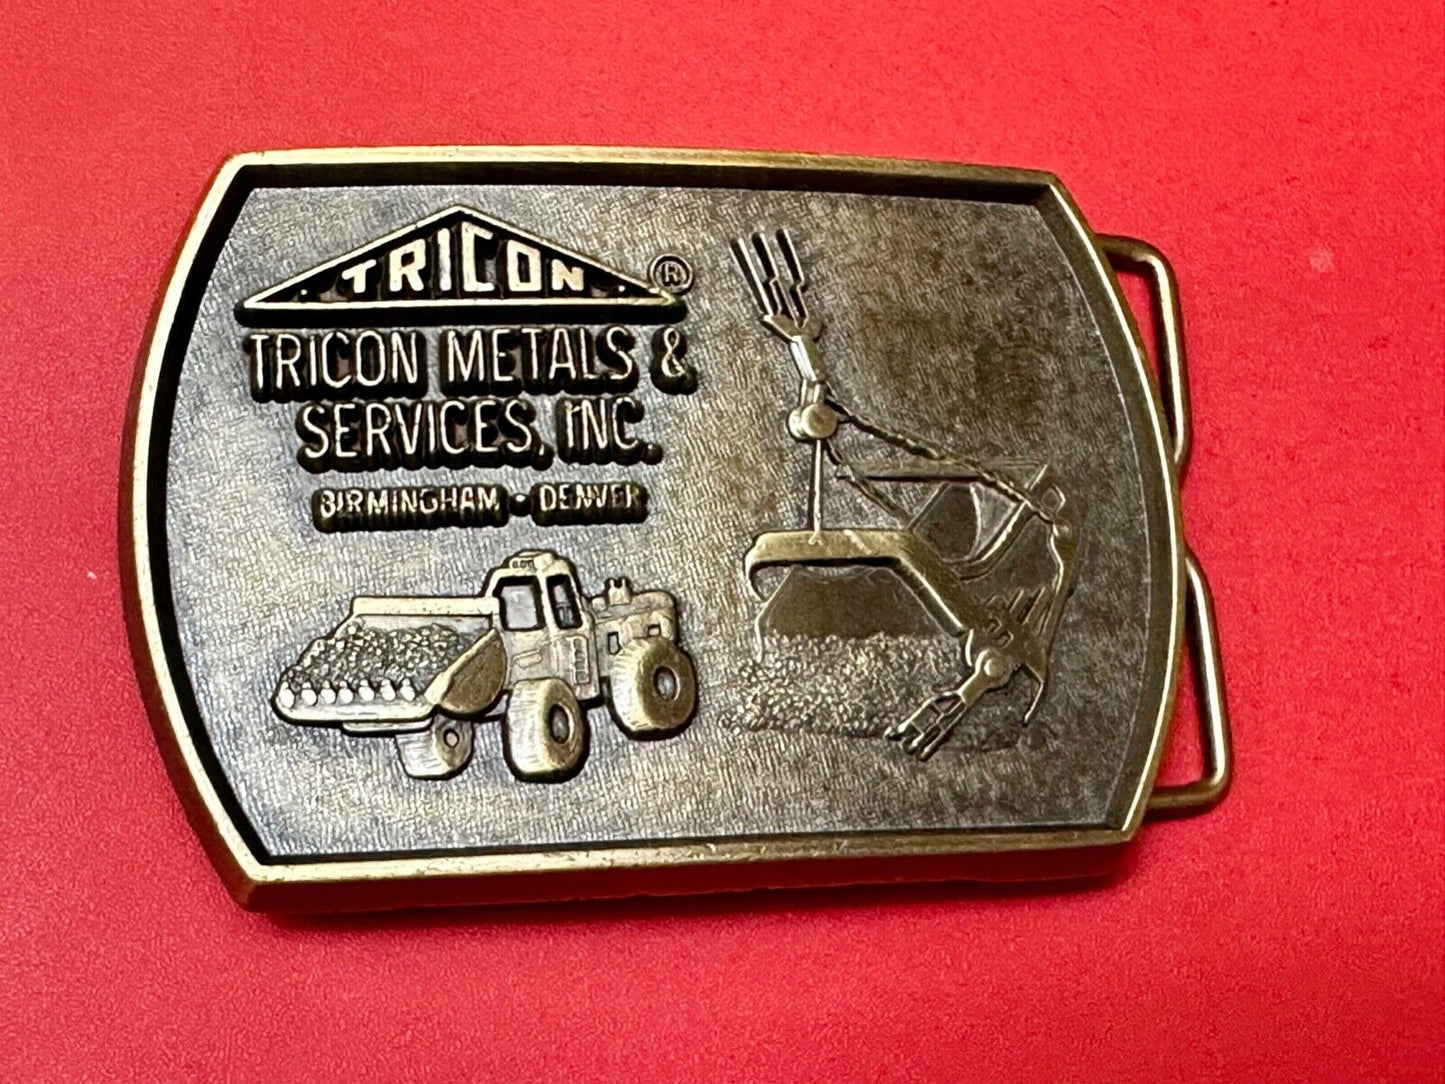 TRICON ®
TRICON METALS &
SERVICES, INC.
BIRMINGHAM • DENVER